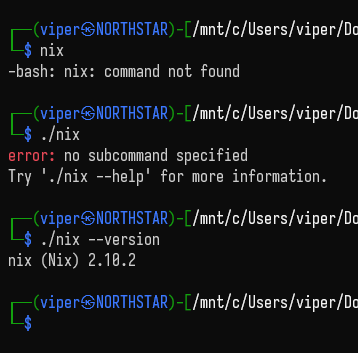 ┌──(viper㉿NORTHSTAR)-[/mnt/c/Users/viper/Do
└─$ nix
-bash: nix: command not found
┌──(viper㉿NORTHSTAR)-[/mnt/c/Users/viper/Do
└─$ ./nix
error: no subcommand specified
Try './nix --help' for more information.
┌──(viper㉿NORTHSTAR)-[/mnt/c/Users/viper/Do
└─$ ./nix --version
nix (Nix) 2.10.2
┌──(viper㉿NORTHSTAR)-[/mnt/c/Users/viper/Do
└─$